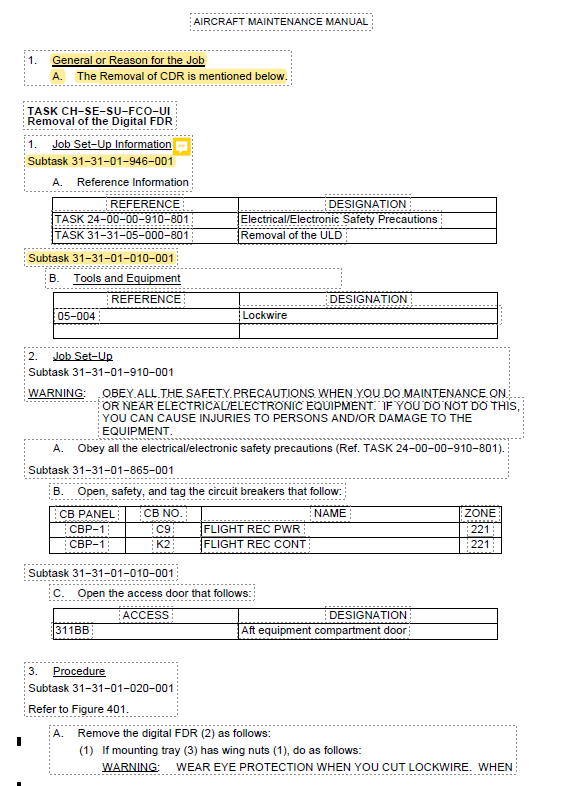 AIRCRAFT MAINTENANCE MANUAL
1. General or Reason for the Job
A. The Removal of CDR is mentioned below.
TASK CH−SE−SU−FCO−UI
Removal of the Digital FDR
1. Job Set−Up Information
Subtask 31−31−01−946−001
A. Reference Information
REFERENCE DESIGNATION
TASK 24−00−00−910−801 Electrical/Electronic Safety Precautions
TASK 31−31−05−000−801 Removal of the ULD
Subtask 31−31−01−010−001
B. Tools and Equipment
REFERENCE DESIGNATION
05−004 Lockwire
2. Job Set−Up
Subtask 31−31−01−910−001
WARNING: OBEY ALL THE SAFETY PRECAUTIONS WHEN YOU DO MAINTENANCE ON
OR NEAR ELECTRICAL/ELECTRONIC EQUIPMENT. IF YOU DO NOT DO THIS,
YOU CAN CAUSE INJURIES TO PERSONS AND/OR DAMAGE TO THE
EQUIPMENT.
A. Obey all the electrical/electronic safety precautions (Ref. TASK 24−00−00−910−801).
Subtask 31−31−01−865−001
B. Open, safety, and tag the circuit breakers that follow:
CB PANEL CB NO. NAME ZONE
CBP−1 C9 FLIGHT REC PWR 221
CBP−1 K2 FLIGHT REC CONT 221
Subtask 31−31−01−010−001
C. Open the access door that follows:
ACCESS DESIGNATION
311BB Aft equipment compartment door
3. Procedure
Subtask 31−31−01−020−001
Refer to Figure 401.
A. Remove the digital FDR (2) as follows:
(1) If mounting tray (3) has wing nuts (1), do as follows:
WARNING: WEAR EYE PROTECTION WHEN YOU CUT LOCKWIRE. WHEN